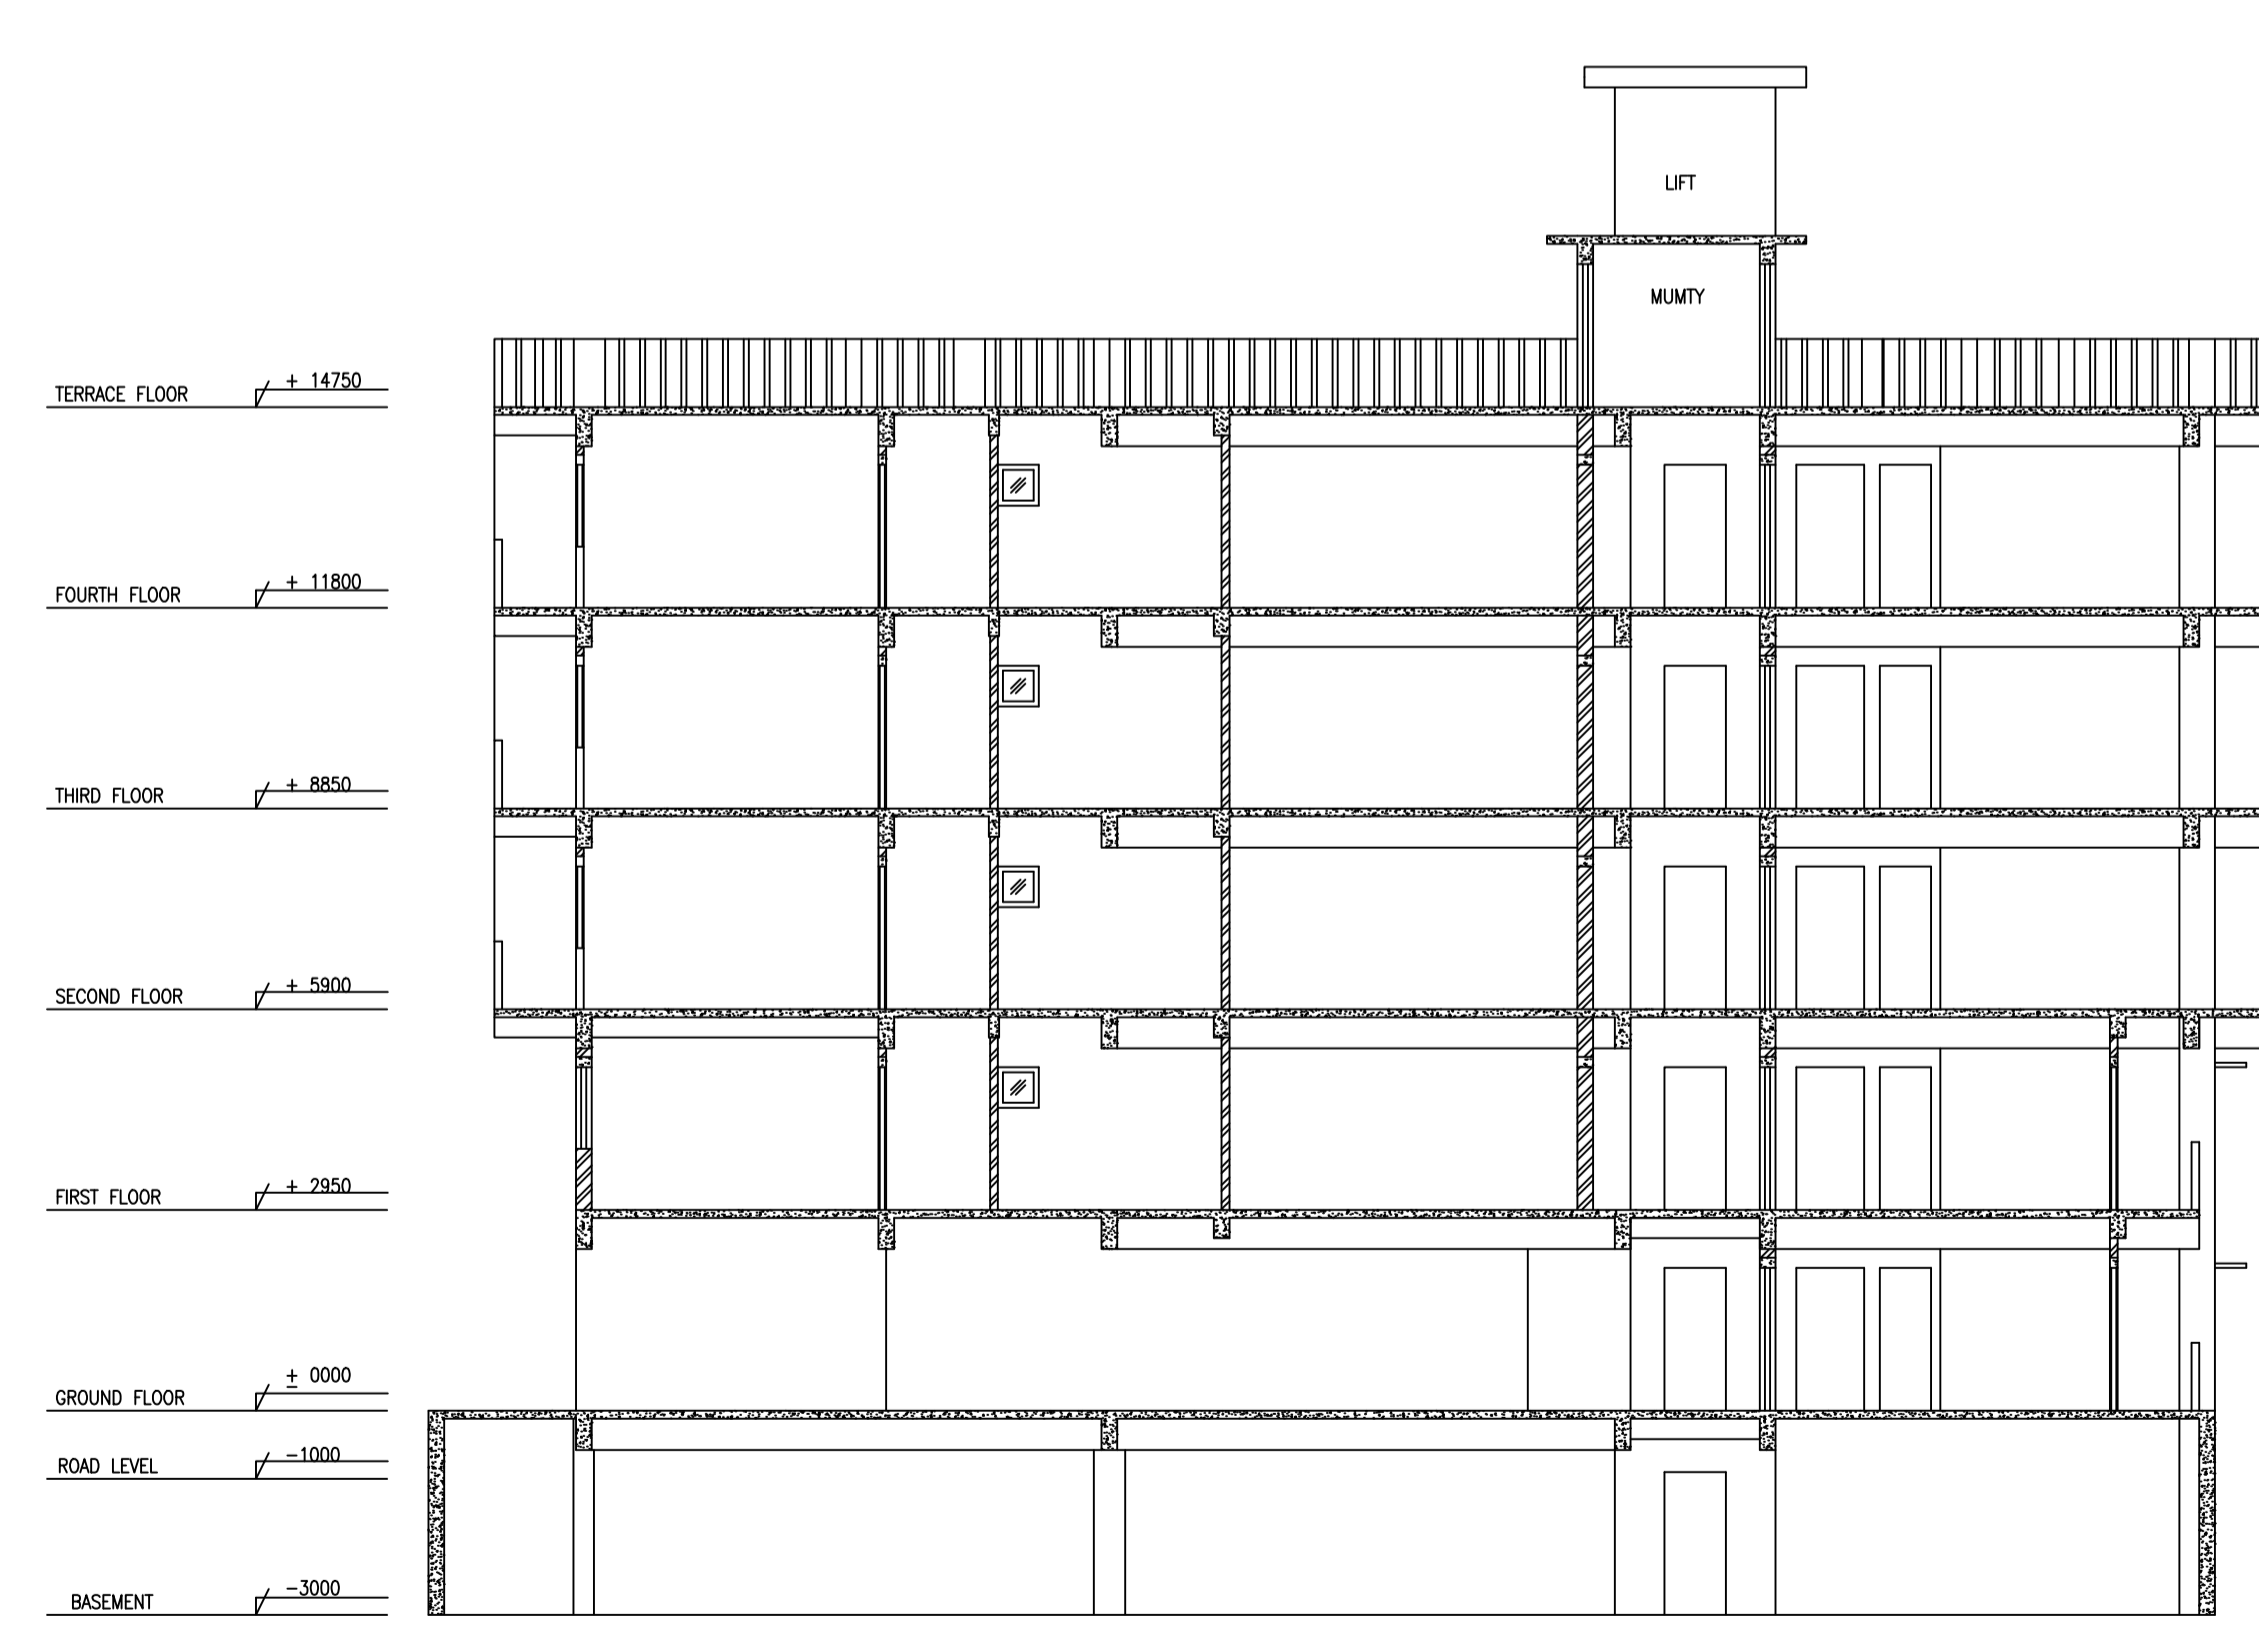 LIFT
MUMTY
TERRACE FLOOR + 14750
FOURTH FLOOR + 11800
THIRD FLOOR + 8850
SECOND FLOOR + 5900
FIRST FLOOR + 2950
GROUND FLOOR ± 0000
ROAD LEVEL -1000
BASEMENT -3000